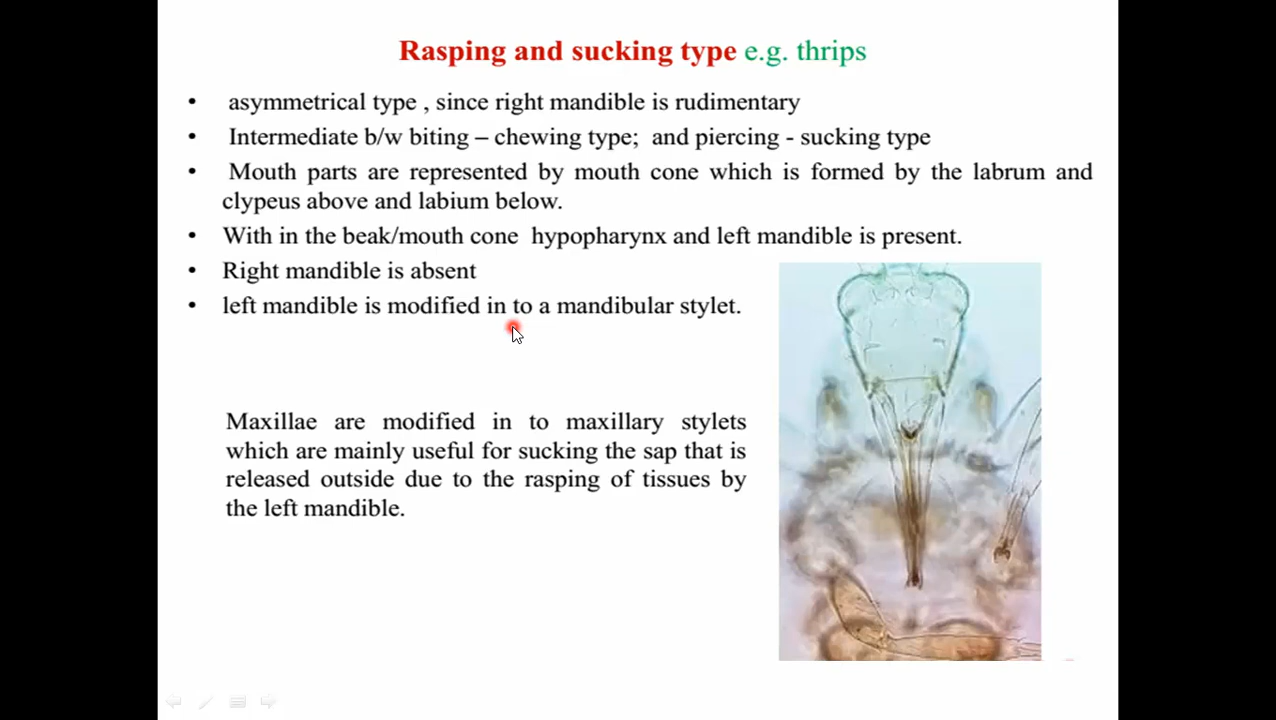 Rasping and sucking type e.g. thrips
• asymmetrical type , since right mandible is rudimentary
• Intermediate b/w biting – chewing type; and piercing - sucking type
• Mouth parts are represented by mouth cone which is formed by the labrum and
clypeus above and labium below.
• With in the beak/mouth cone hypopharynx and left mandible is present.
• Right mandible is absent
• left mandible is modified in to a mandibular stylet.
Maxillae are modified in to maxillary stylets
which are mainly useful for sucking the sap that is
released outside due to the rasping of tissues by
the left mandible.